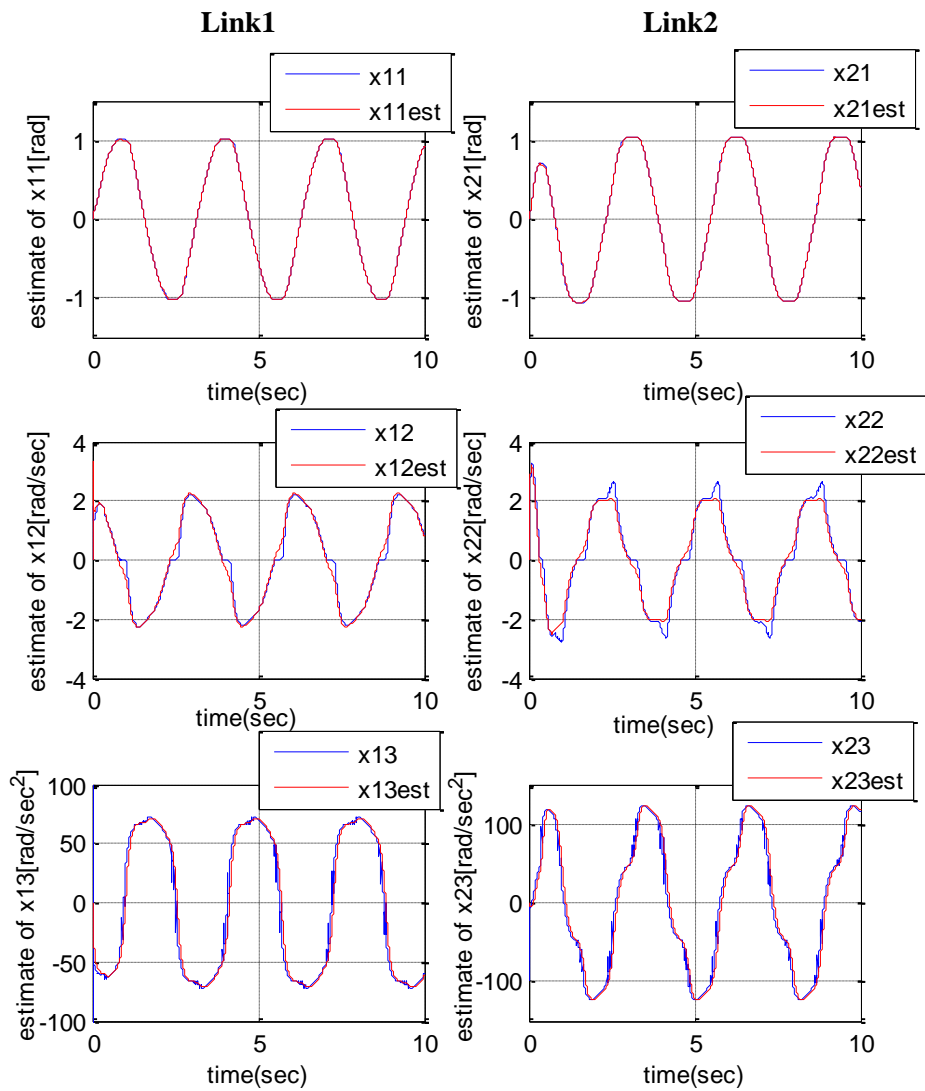 Link1
Link2
x11
x11est
x21
x21est
estimate of x11[rad]
1
0
-1
0
5
10
time(sec)
estimate of x21[rad]
1
0
-1
0
5
10
time(sec)
x12
x12est
x22
x22est
estimate of x12[rad/sec]
4
2
0
-2
-4
0
5
10
time(sec)
estimate of x22[rad/sec]
4
2
0
-2
-4
0
5
10
time(sec)
x13
x13est
x23
x23est
estimate of x13[rad/sec²]
100
50
0
-50
-100
0
5
10
time(sec)
estimate of x23[rad/sec²]
100
0
-100
0
5
10
time(sec)